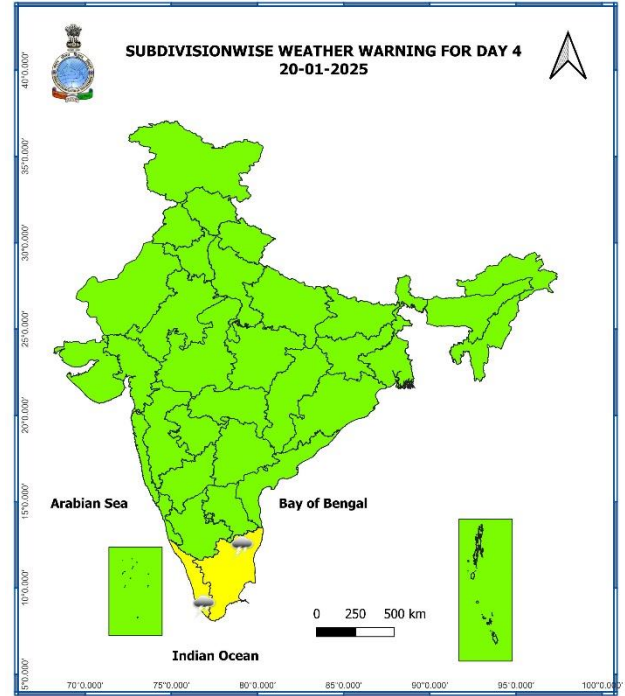 SUBDIVISIONWISE WEATHER WARNING FOR DAY 4
20-01-2025
40°0.000'
35°0.000'
30°0.000'
25°0.000'
20°0.000'
15°0.000'
10°0.000'
5°0.000'
Arabian Sea
Bay of Bengal
0 250 500 km
Indian Ocean
70°0.000' 75°0.000' 80°0.000' 85°0.000' 90°0.000' 95°0.000' 100°0.000'